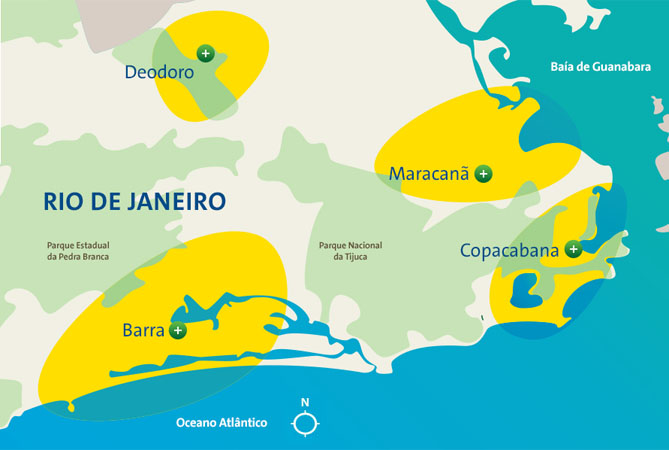 Deodoro
Baía de Guanabara
Maracanã
RIO DE JANEIRO
Parque Estadual
da Pedra Branca
Parque Nacional
da Tijuca
Copacabana
Barra
N
Oceano Atlântico